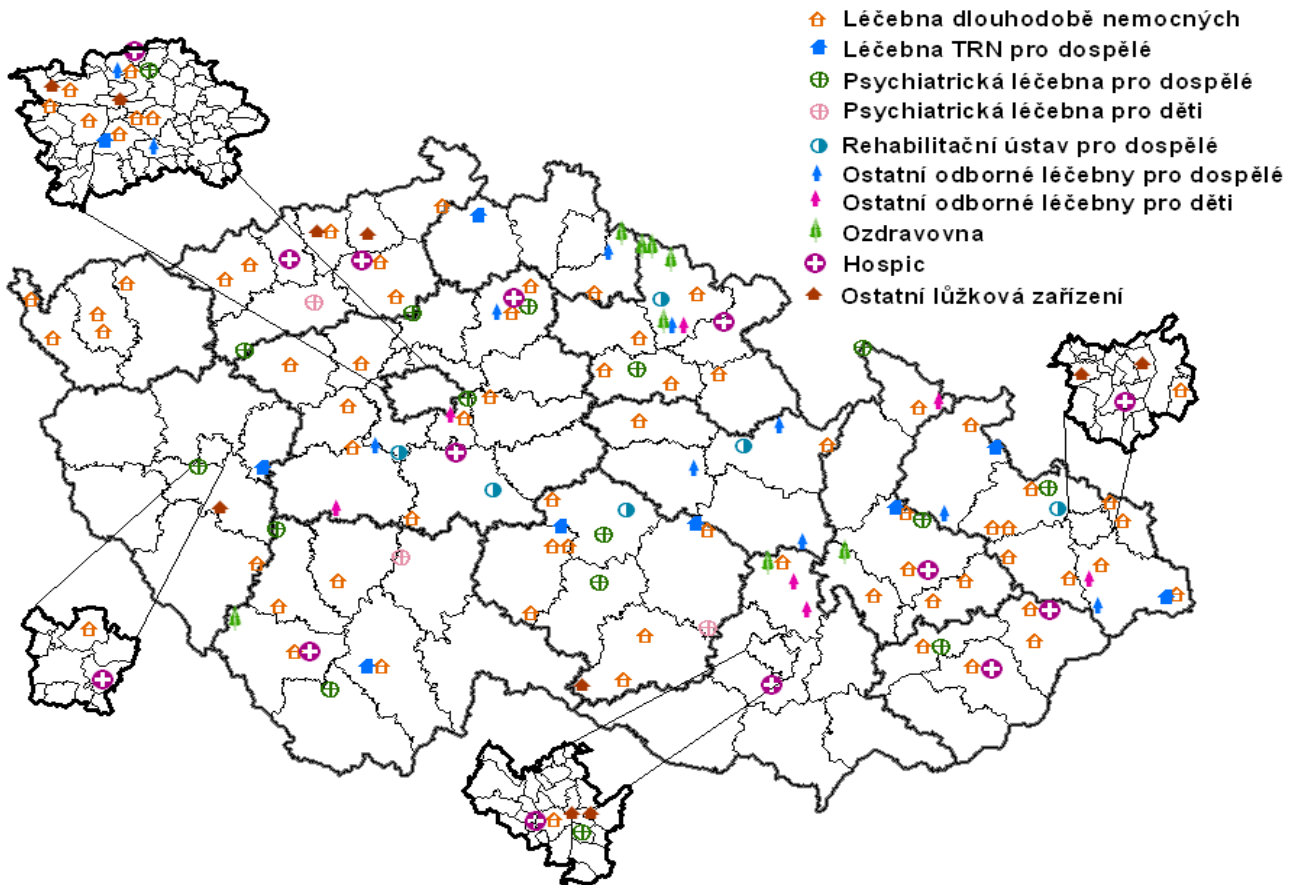 Léčebna dlouhodobě nemocných
Léčebna TRN pro dospělé
Psychiatrická léčebna pro dospělé
Psychiatrická léčebna pro děti
Rehabilitační ústav pro dospělé
Ostatní odborné léčebny pro dospělé
Ostatní odborné léčebny pro děti
Ozdravovna
Hospic
Ostatní lůžková zařízení